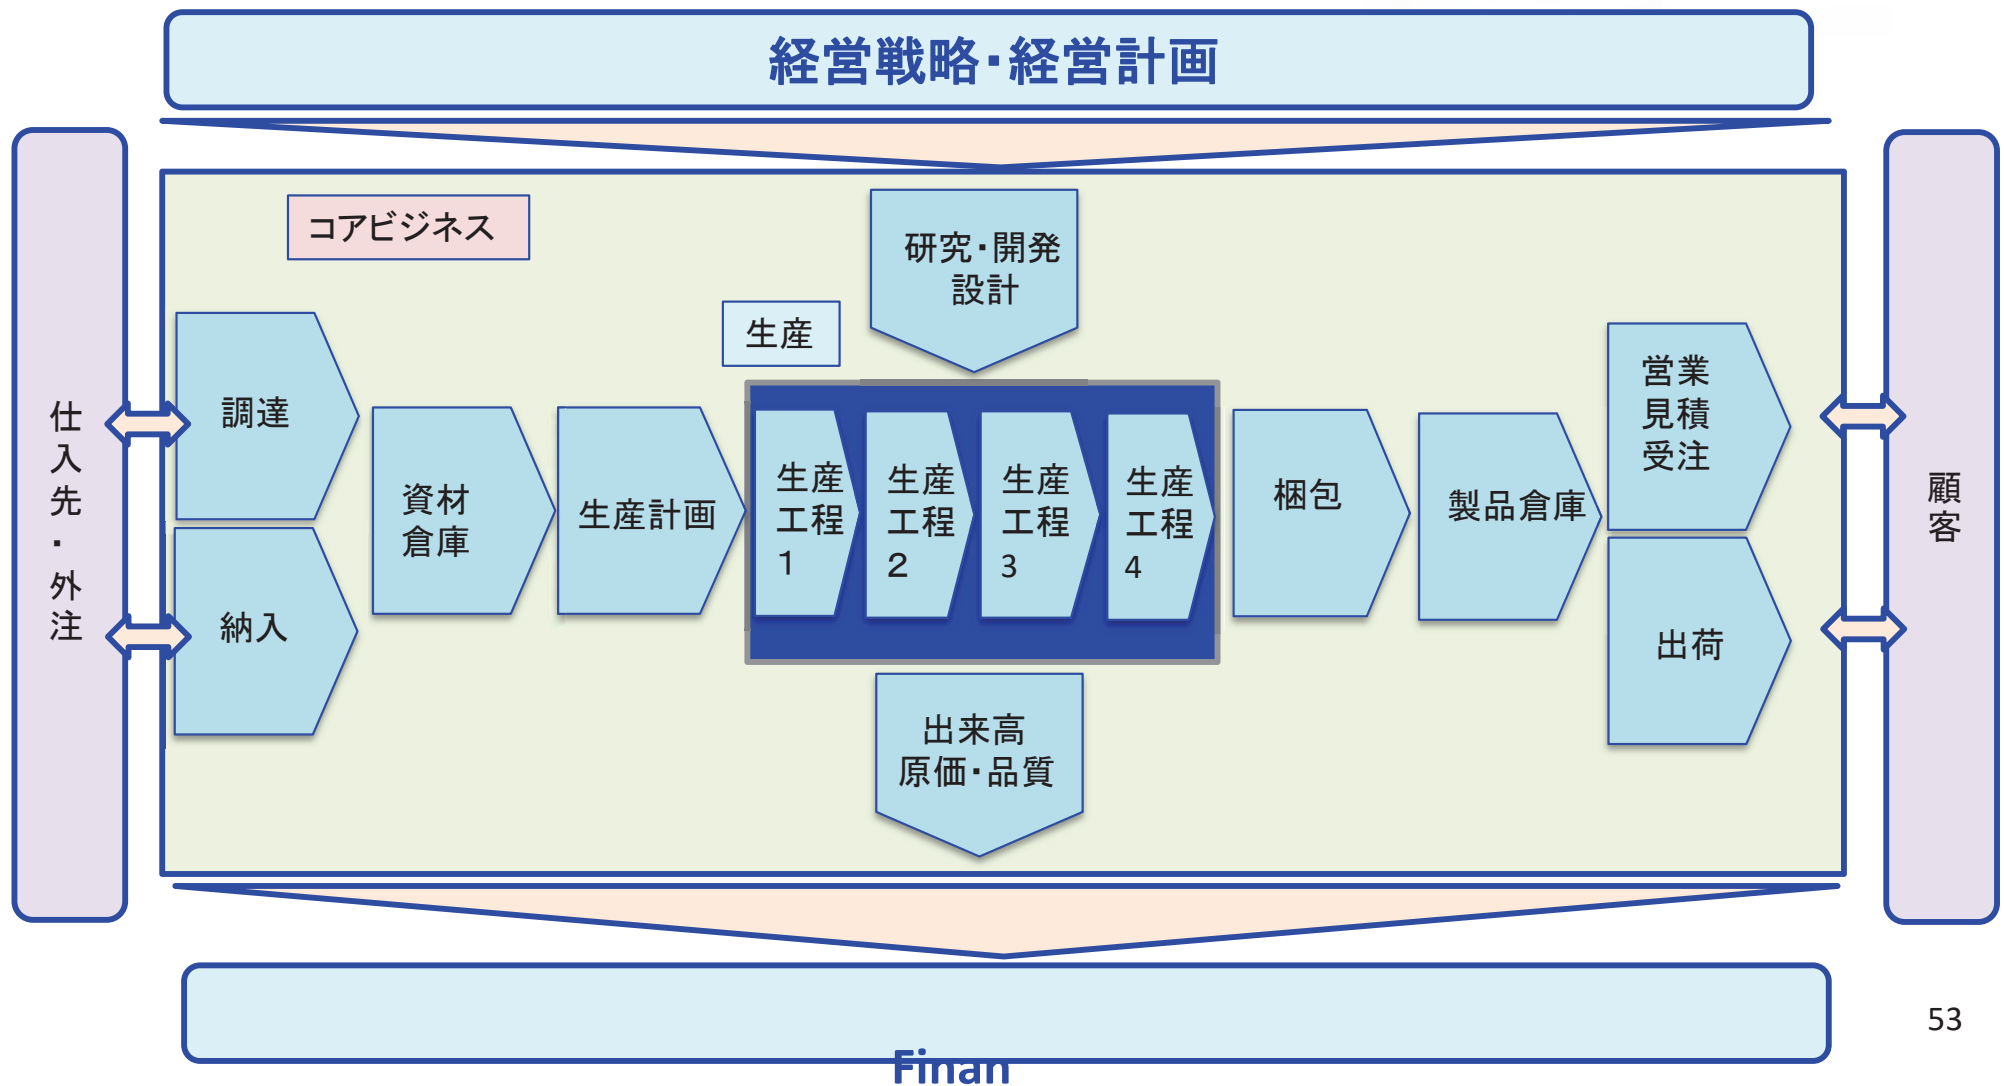 経営戦略・経営計画
コアビジネス
研究・開発
設計
生産
仕入先・外注
調達
納入
資材
倉庫
生産計画
生産
工程
1
生産
工程
2
生産
工程
3
生産
工程
4
梱包
製品倉庫
営業
見積
受注
出荷
顧客
出来高
原価・品質
53
Finan